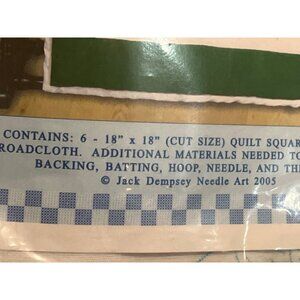 CONTAINS: 6 - 18" x 18" (CUT SIZE) QUILT SQUAR
ROADCLOTH. ADDITIONAL MATERIALS NEEDED TO
BACKING, BATTING, HOOP, NEEDLE, AND THR
© Jack Dempsey Needle Art 2005